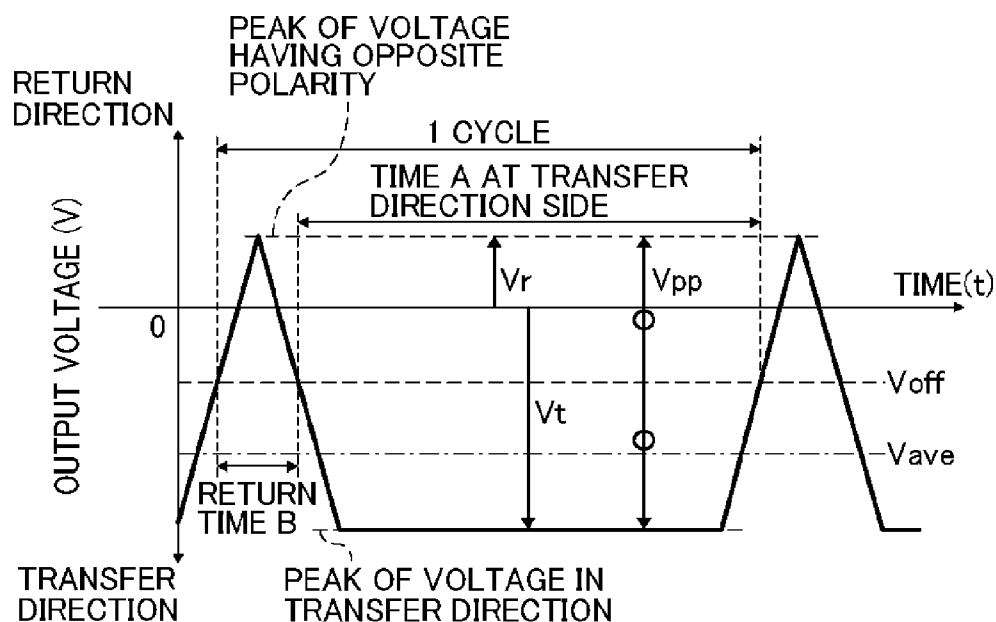 PEAK OF VOLTAGE
HAVING OPPOSITE
POLARITY
RETURN
DIRECTION
1 CYCLE
TIME A AT TRANSFER
DIRECTION SIDE
OUTPUT VOLTAGE (V)
Vr
Vpp
TIME(t)
0
Voff
Vt
Vave
RETURN
TIME B
TRANSFER
DIRECTION
PEAK OF VOLTAGE IN
TRANSFER DIRECTION